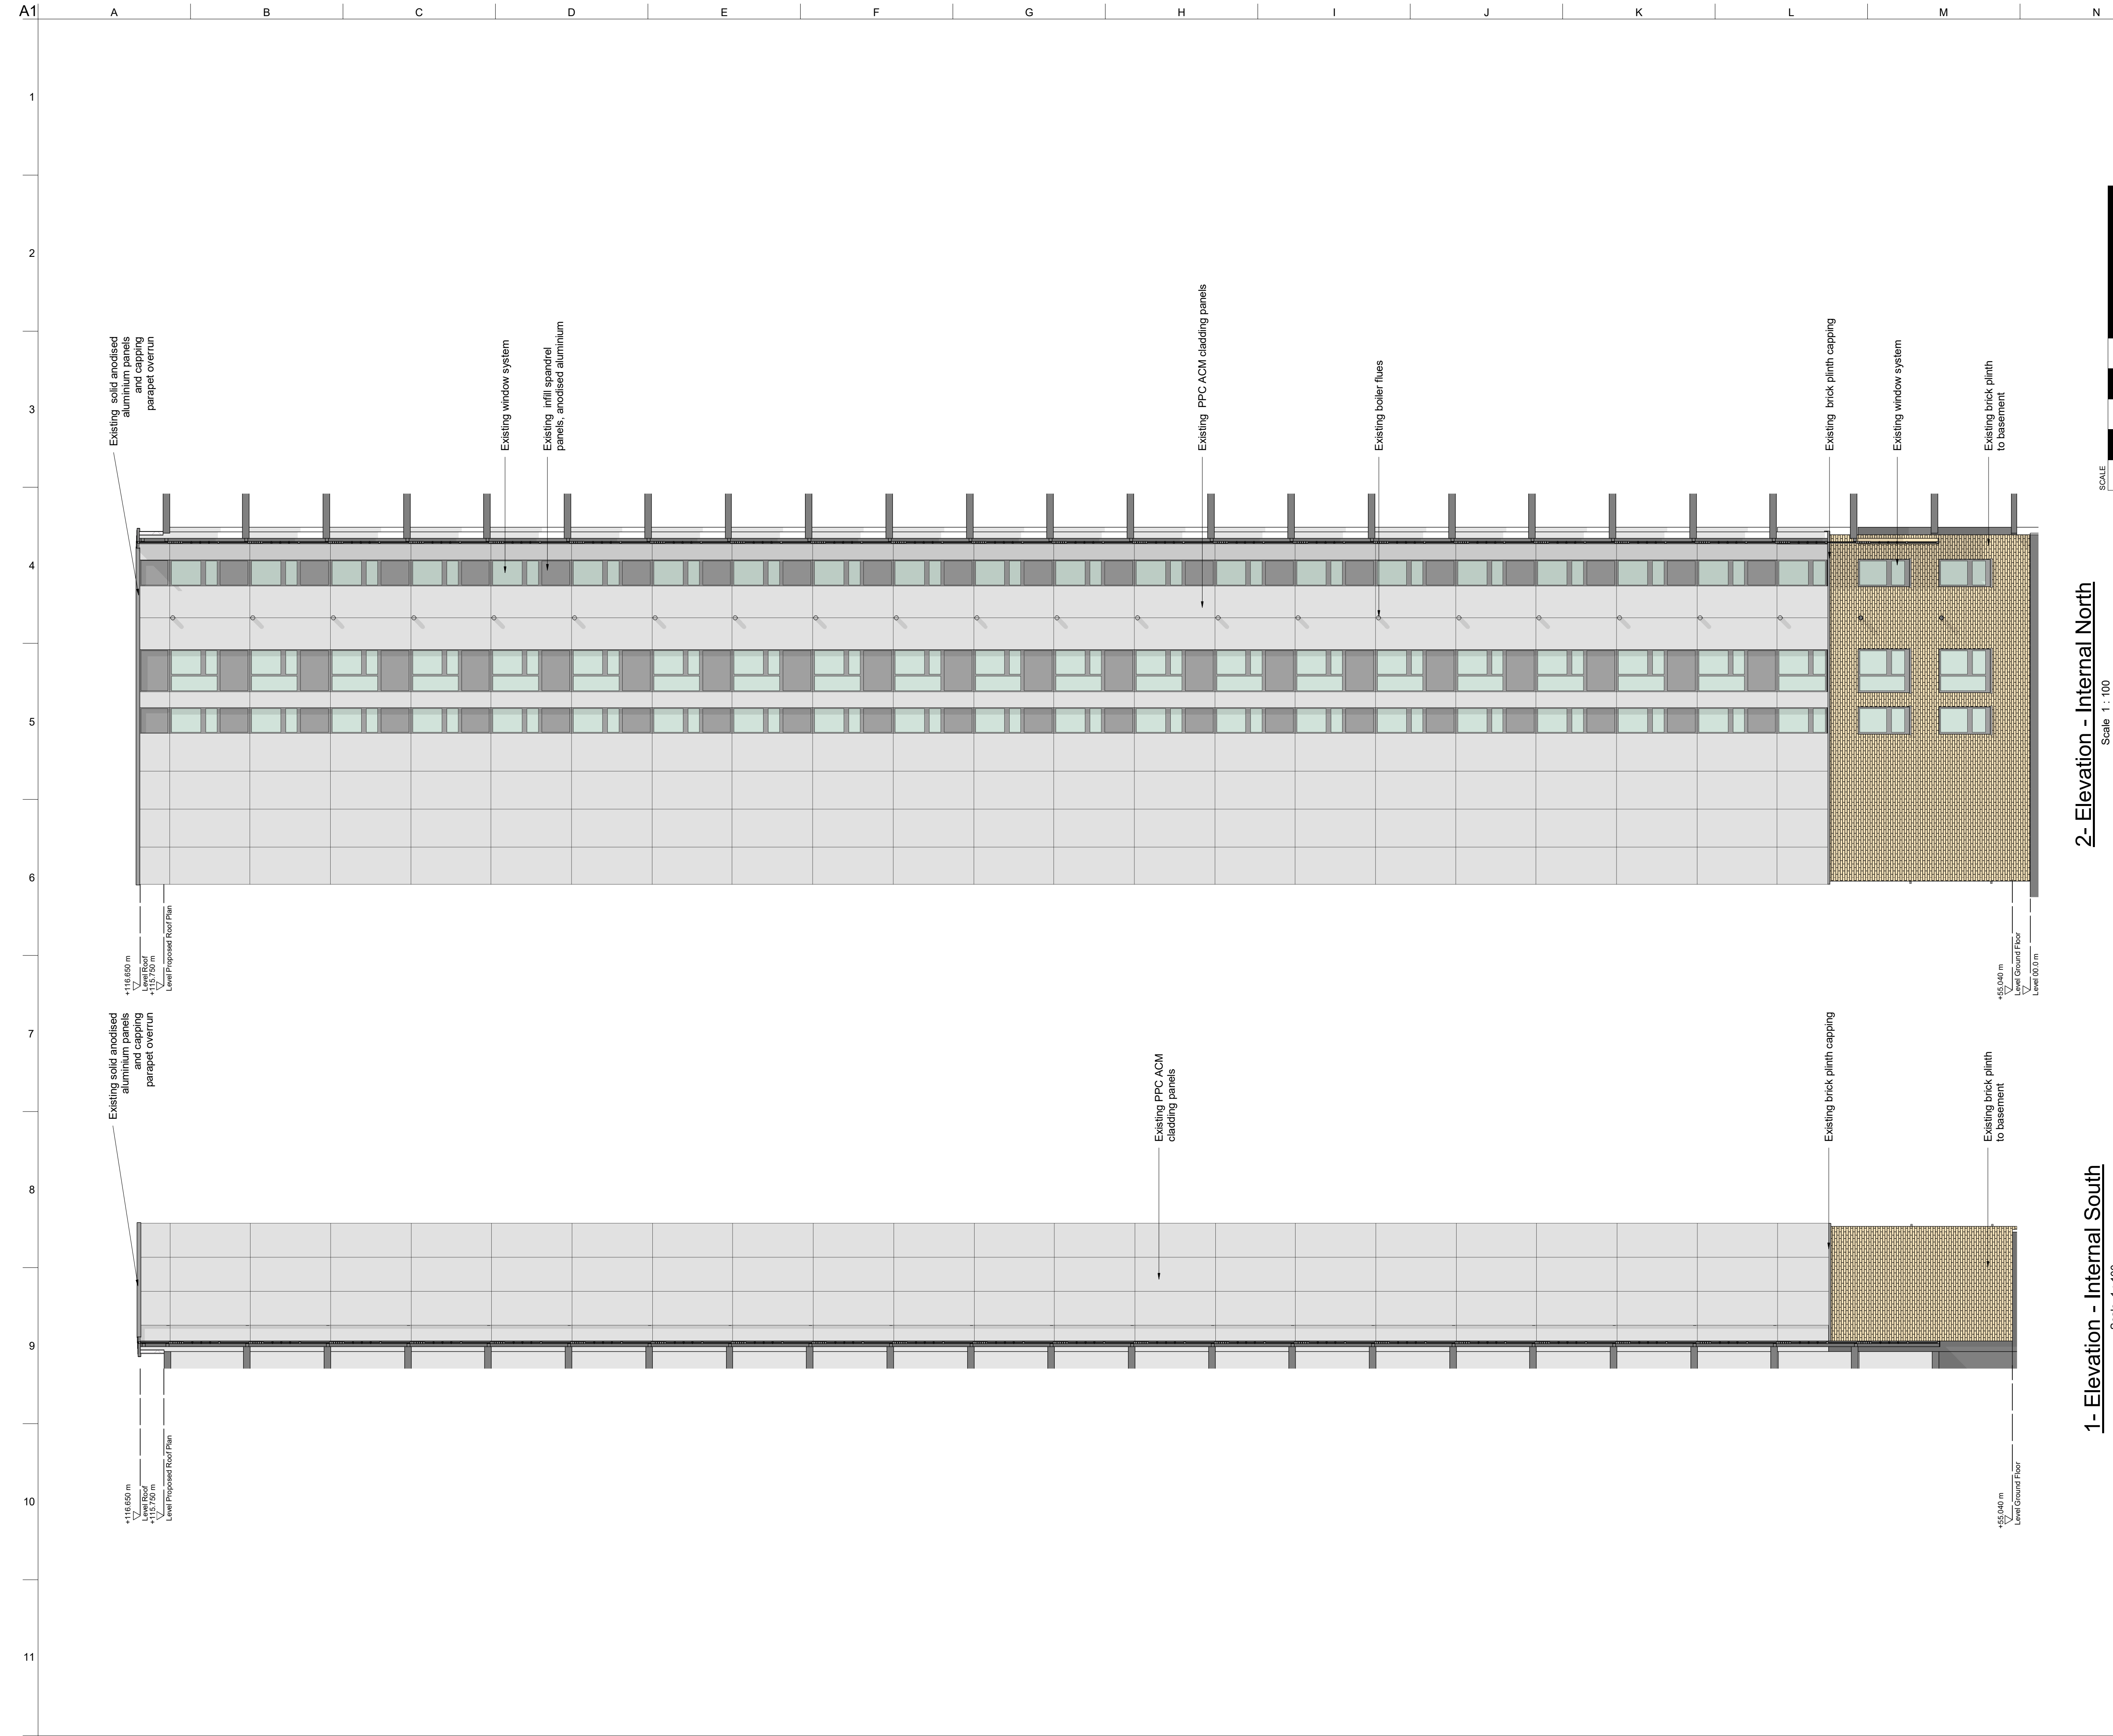 A1
A
B
C
D
E
F
G
H
I
J
K
L
M
N
1
2
3
4
5
6
7
8
9
10
11
Existing solid anodised
aluminium panels
and capping
parapet overrun
Existing window system
Existing infill spandrel
panels, anodised aluminium
Existing PPC ACM cladding panels
Existing boiler flues
Existing brick plinth capping
Existing window system
Existing brick plinth
to basement
SCALE
+116.650 m
Level Roof
+115.750 m
Level Proposed Roof Plan
+55.040 m
Level Ground Floor
Level 00.0 m
2- Elevation - Internal North
Scale 1 : 100
Existing solid anodised
aluminium panels
and capping
parapet overrun
Existing PPC ACM
cladding panels
Existing brick plinth capping
Existing brick plinth
to basement
+116.650 m
Level Roof
+115.750 m
Level Proposed Roof Plan
+55.040 m
Level Ground Floor
1- Elevation - Internal South